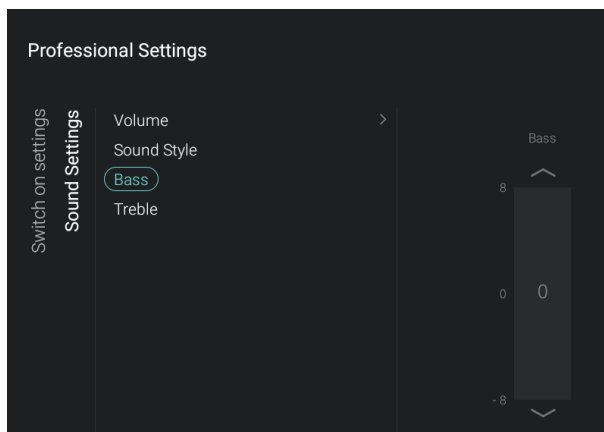 Professional Settings
Switch on settings
Sound Settings
Volume
Sound Style
Bass
Treble
Bass
8
0
0
- 8